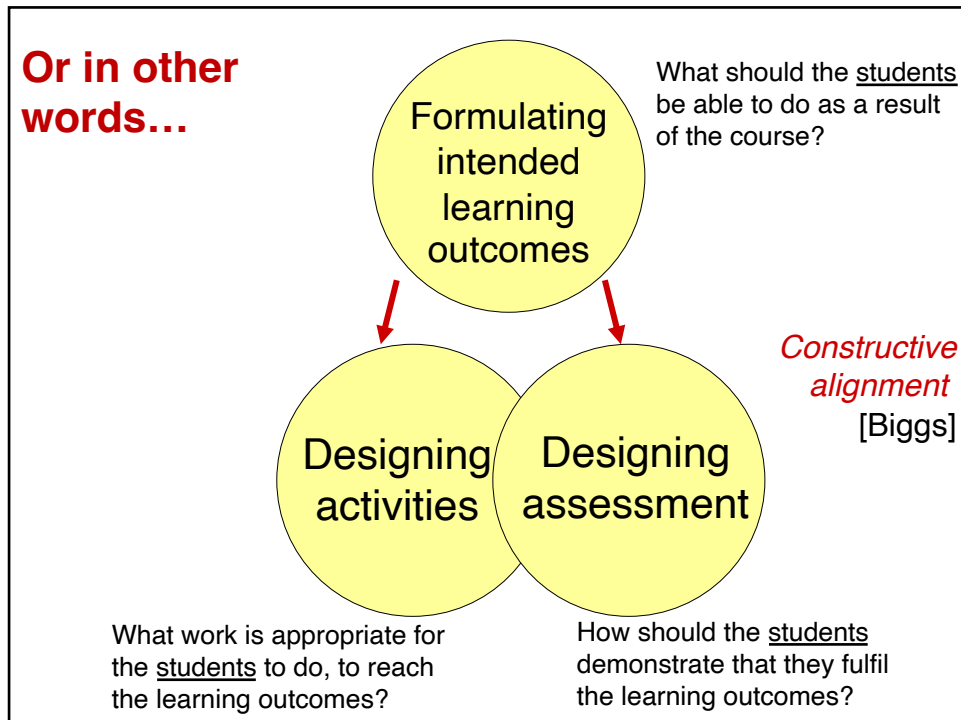 Or in other
words…
What should the students
be able to do as a result
of the course?
Formulating
intended
learning
outcomes
Constructive
alignment
[Biggs]
Designing
activities
Designing
assessment
What work is appropriate for
the students to do, to reach
the learning outcomes?
How should the students
demonstrate that they fulfil
the learning outcomes?